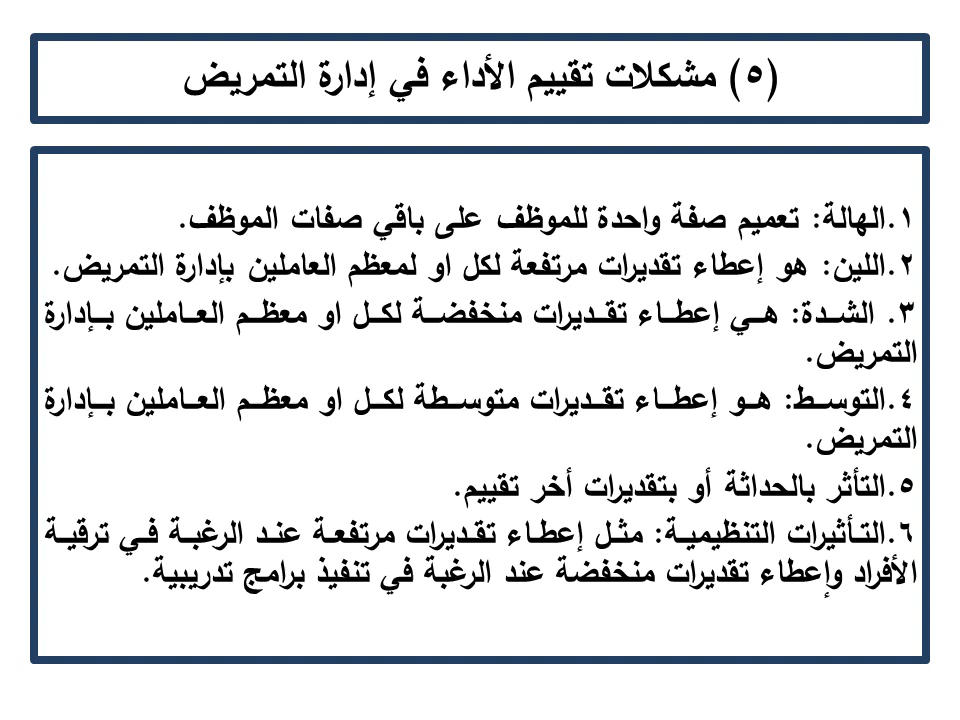 (٥) مشكلات تقييم الأداء في إدارة التمريض
١.الهالة: تعميم صفة واحدة للموظف على باقي صفات الموظف.
٢.اللين: هو إعطاء تقديرات مرتفعة لكل او لمعظم العاملين بإدارة التمريض.
٣. الشدة: هي إعطاء تقديرات منخفضة لكل او معظم العاملين بإدارة
التمريض.
٤.التوسط: هو إعطاء تقديرات متوسطة لكل او معظم العاملين بإدارة
التمريض.
٥.التأثر بالحداثة أو بتقديرات أخر تقييم.
٦.التأثيرات التنظيمية: مثل إعطاء تقديرات مرتفعة عند الرغبة في ترقية
الأفراد وإعطاء تقديرات منخفضة عند الرغبة في تنفيذ برامج تدريبية.